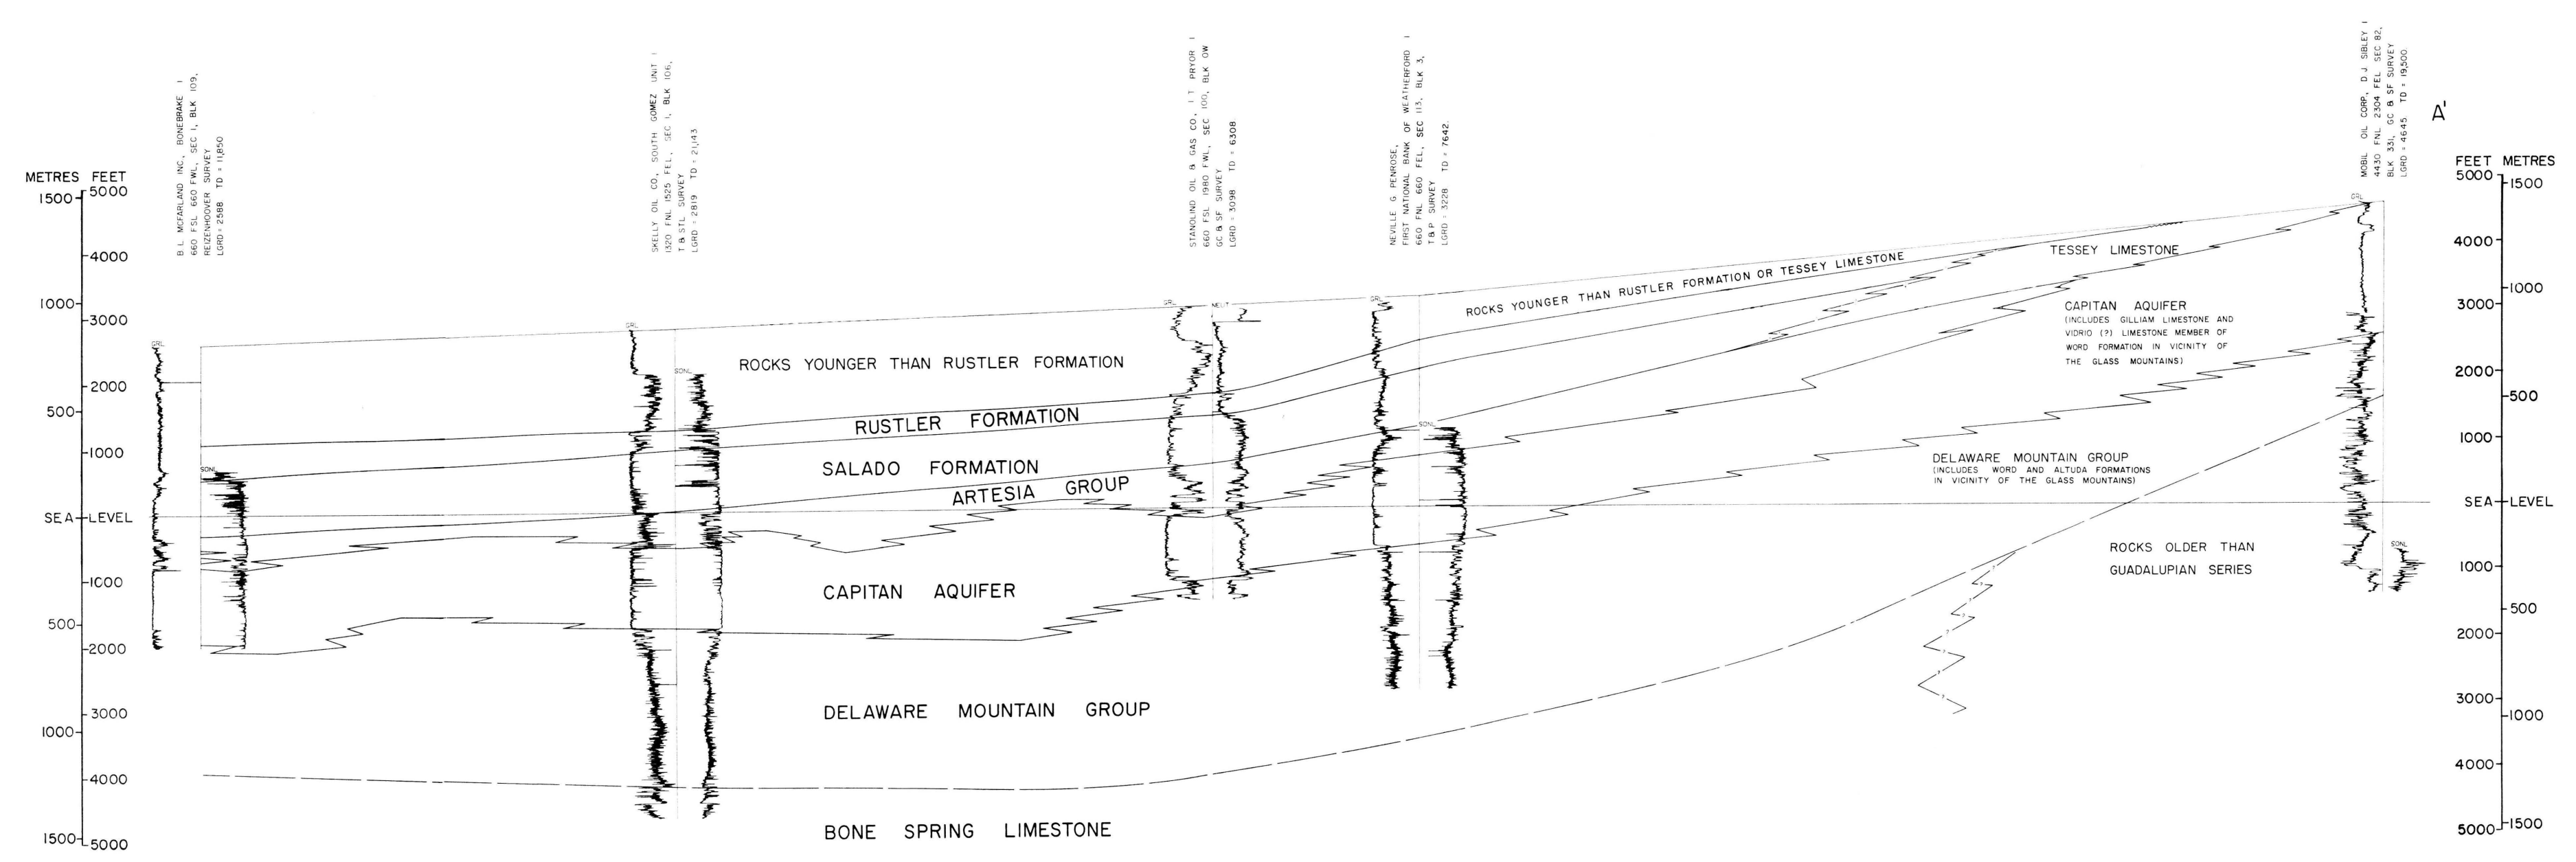 B. L. MCFARLAND INC., BONEBRAKE 1
660 FSL 660 FWL, SEC 1, BLK 109,
REIZENHOOVER SURVEY
LGRD = 2588 TD = 11,850
SKELLY OIL CO, SOUTH GOMEZ UNIT 1
1320 FNL 1525 FEL, SEC 1, BLK 106,
T & STL SURVEY
LGRD = 2819 TD = 21,143
STANOLIND OIL & GAS CO, I T PRYOR 1
660 FSL 1980 FWL, SEC 100, BLK OW
GC & SF SURVEY
LGRD = 3098 TD = 6308
NEVILLE G PENROSE,
FIRST NATIONAL BANK OF WEATHERFORD 1
660 FNL 660 FEL, SEC 113, BLK 3,
T & P SURVEY
LGRD = 3228 TD = 7642
MOBIL OIL CORP, D J SIBLEY 1
4430 FNL 2304 FEL SEC 82,
BLK 331, GC & SF SURVEY
LGRD = 4645 TD = 19,500
A'
METRES FEET
5000
1500
4000
1000
3000
2000
500
1000
SEA LEVEL
1000
500
2000
3000
1000
4000
1500
5000
FEET METRES
5000
1500
4000
1000
3000
2000
500
1000
SEA LEVEL
1000
500
2000
3000
1000
4000
1500
5000
GRL
SONL
GRL
SONL
GRL
NEUT
GRL
SONL
GRL
SONL
ROCKS YOUNGER THAN RUSTLER FORMATION
RUSTLER FORMATION
SALADO FORMATION
ARTESIA GROUP
CAPITAN AQUIFER
DELAWARE MOUNTAIN GROUP
BONE SPRING LIMESTONE
ROCKS YOUNGER THAN RUSTLER FORMATION OR TESSEY LIMESTONE
TESSEY LIMESTONE
CAPITAN AQUIFER
(INCLUDES GILLIAM LIMESTONE AND
VIDRIO (?) LIMESTONE MEMBER OF
WORD FORMATION IN VICINITY OF
THE GLASS MOUNTAINS)
DELAWARE MOUNTAIN GROUP
(INCLUDES WORD AND ALTUDA FORMATIONS
IN VICINITY OF THE GLASS MOUNTAINS)
ROCKS OLDER THAN
GUADALUPIAN SERIES